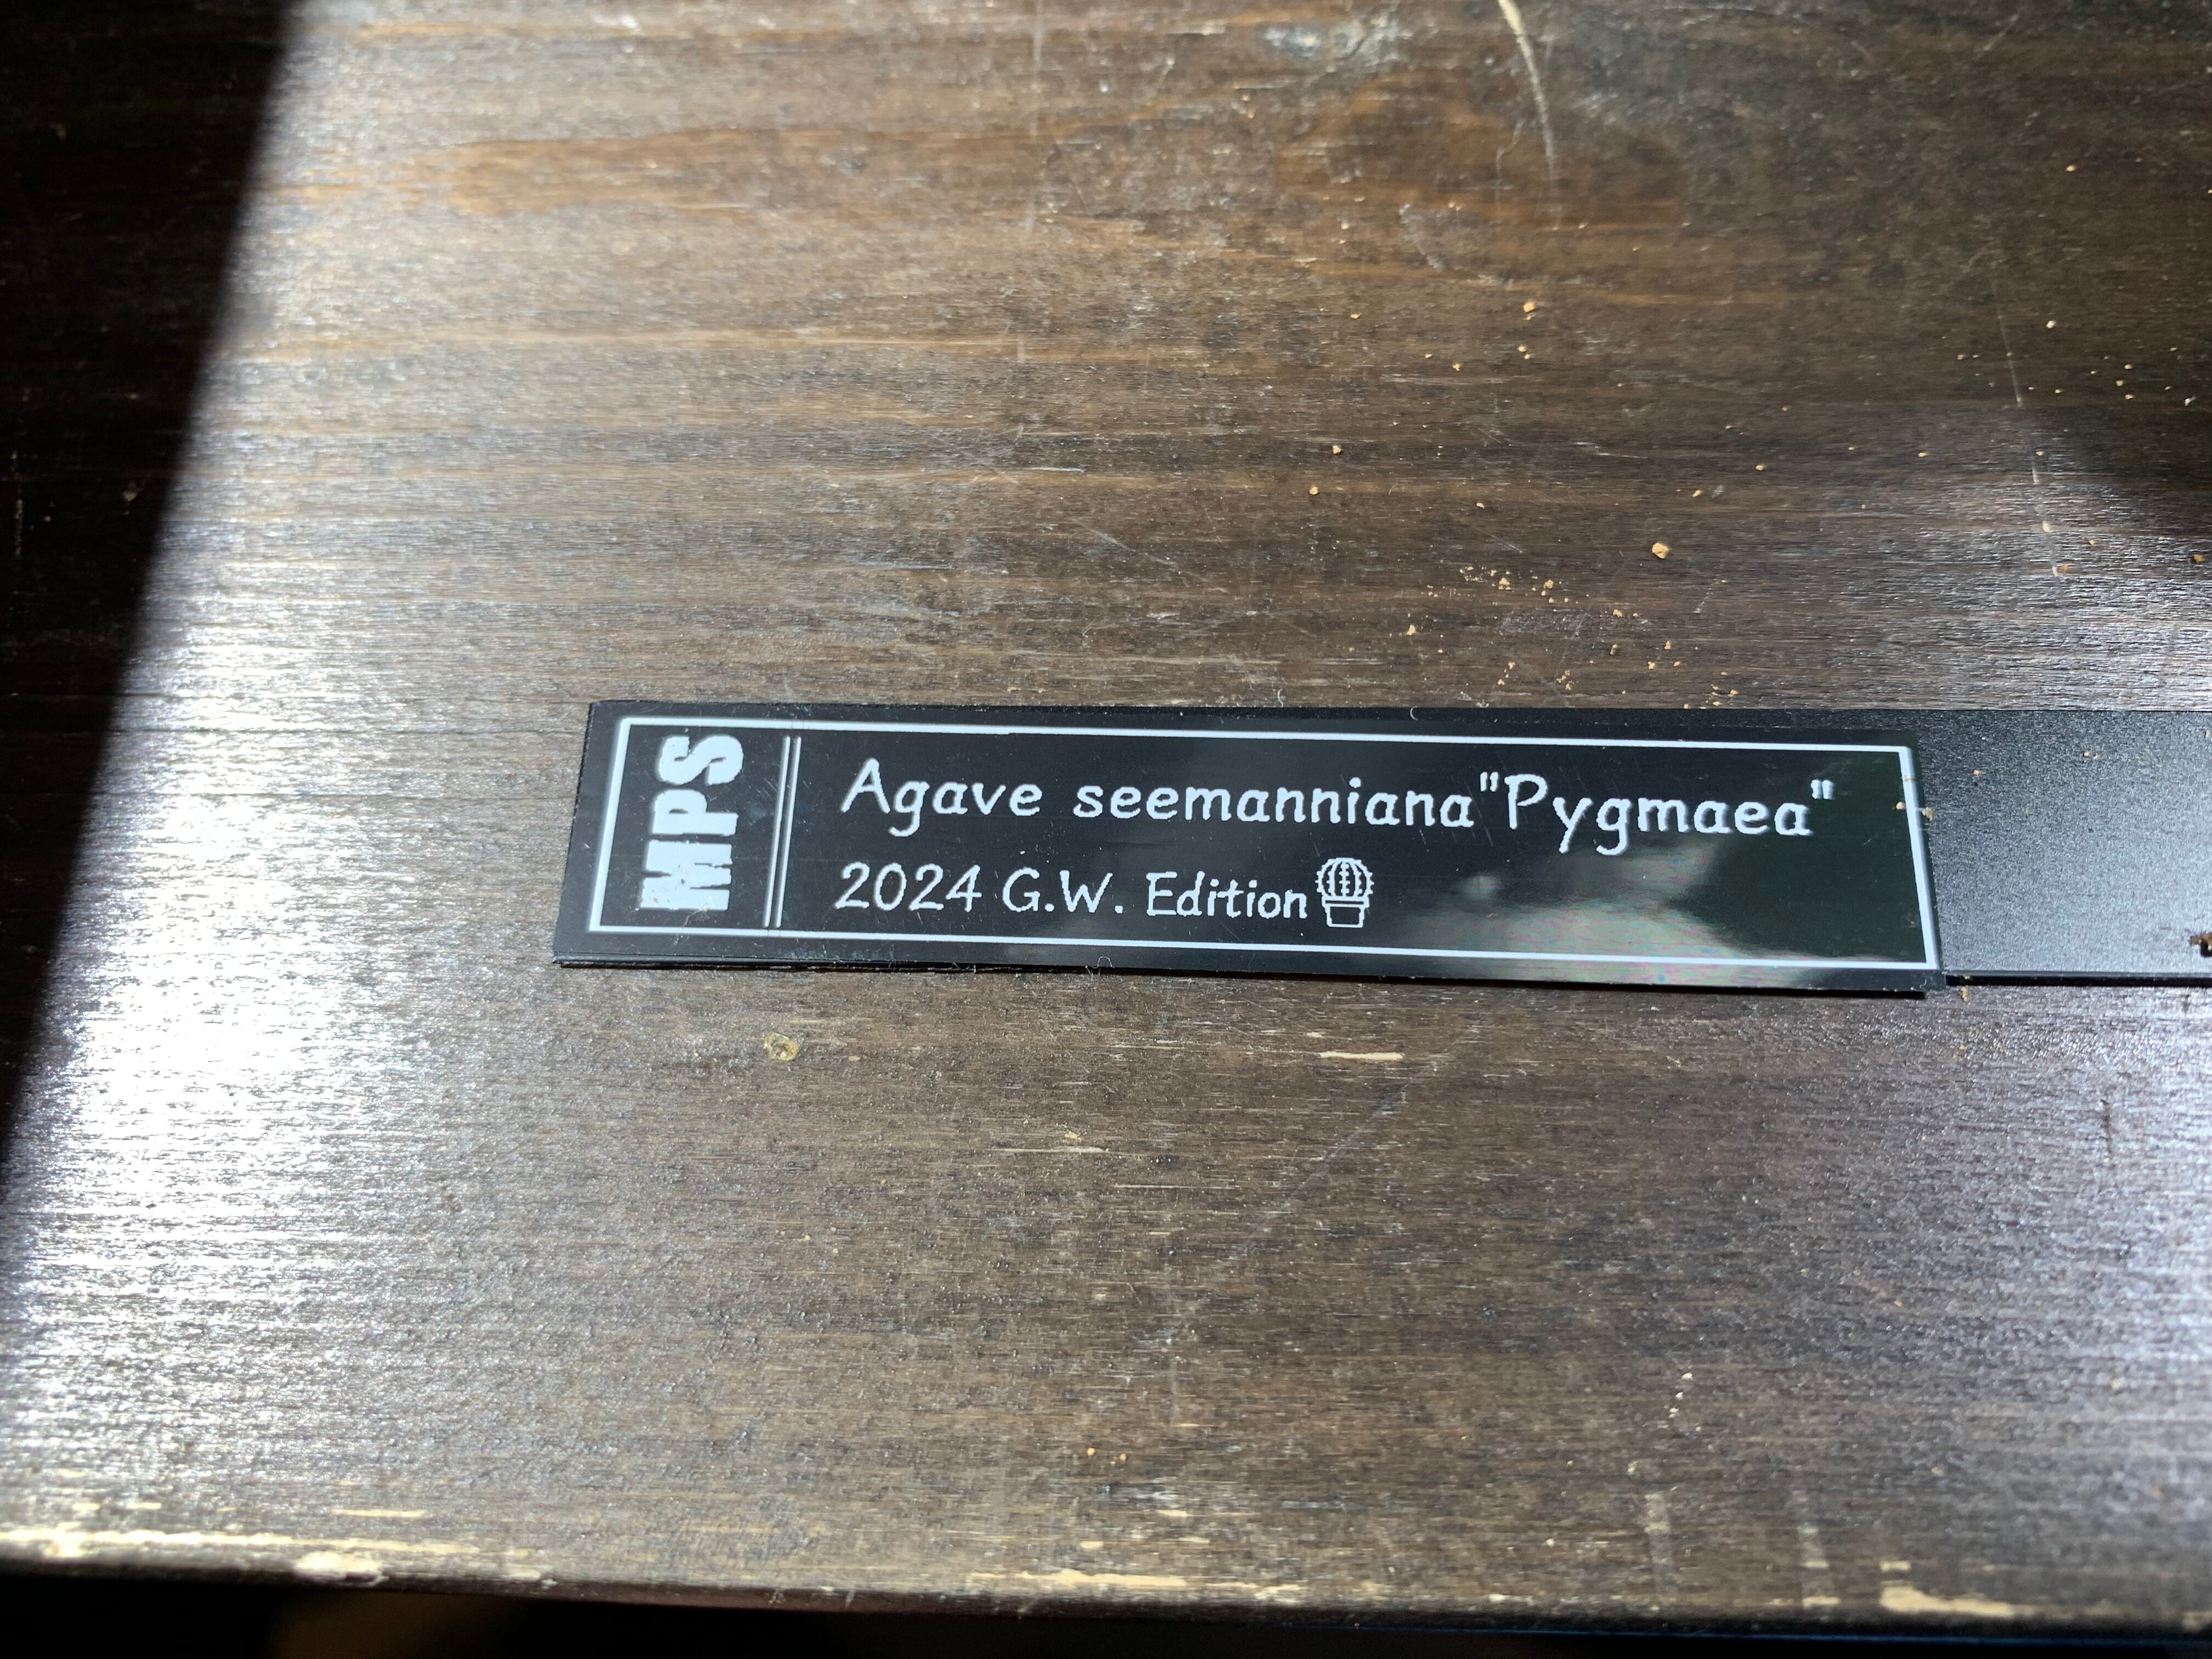 MPS
Agave seemanniana"Pygmaea"
2024 G.W. Edition